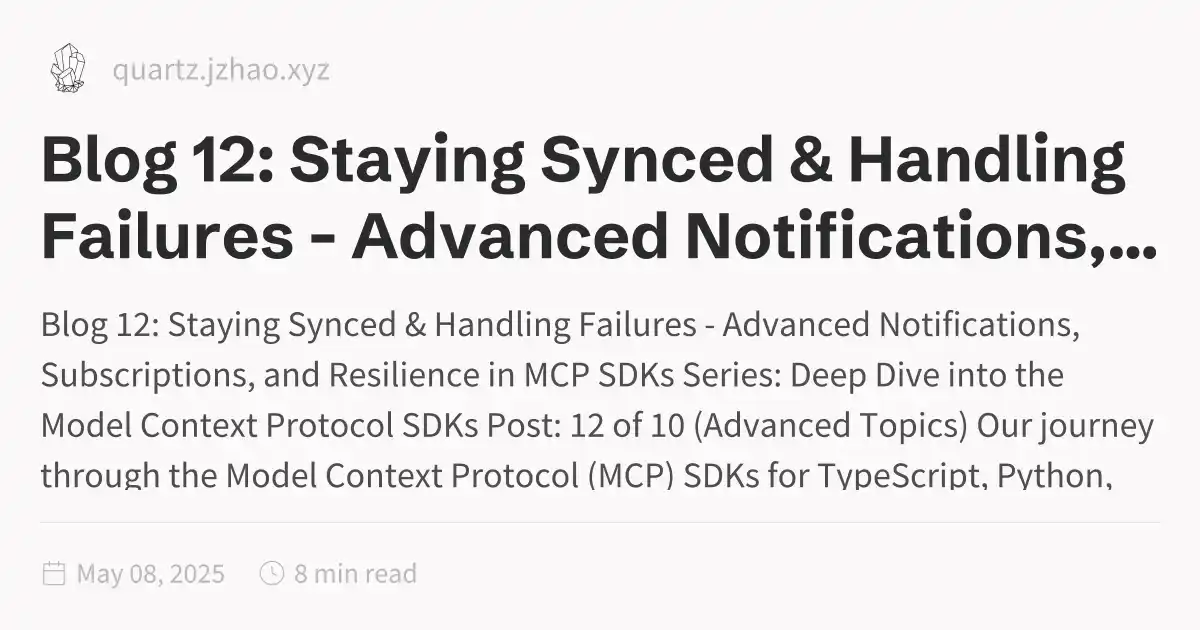 quartz.jzhao.xyz
Blog 12: Staying Synced & Handling
Failures - Advanced Notifications,...
Blog 12: Staying Synced & Handling Failures - Advanced Notifications,
Subscriptions, and Resilience in MCP SDKs Series: Deep Dive into the
Model Context Protocol SDKs Post: 12 of 10 (Advanced Topics) Our journey
through the Model Context Protocol (MCP) SDKs for TypeScript, Python,
May 08, 2025
8 min read